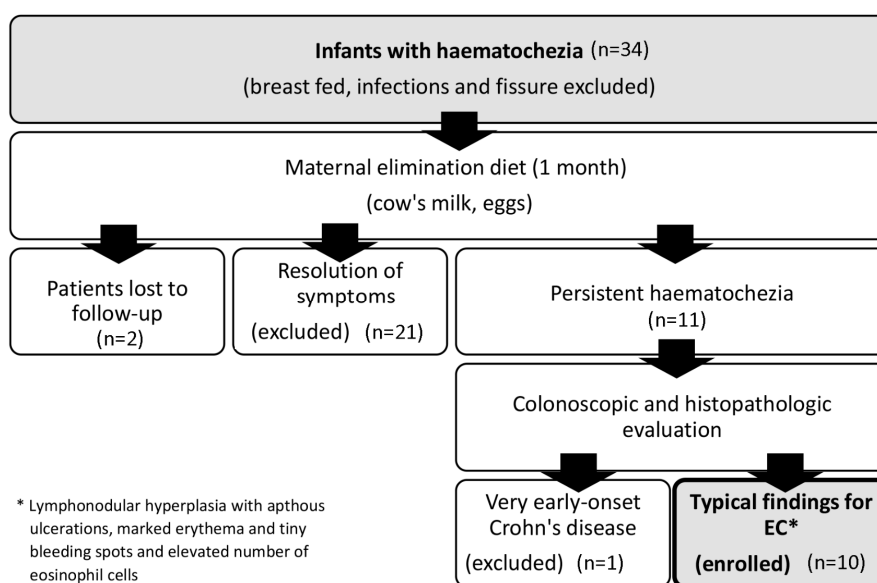 Infants with haematochezia (n=34)
(breast fed, infections and fissure excluded)
Maternal elimination diet (1 month)
(cow's milk, eggs)
Patients lost to
follow-up
(n=2)
Resolution of
symptoms
(excluded) (n=21)
Persistent haematochezia
(n=11)
Colonoscopic and histopathologic
evaluation
Very early-onset
Crohn's disease
(excluded) (n=1)
Typical findings for
EC*
(enrolled) (n=10)
* Lymphonodular hyperplasia with apthous
ulcerations, marked erythema and tiny
bleeding spots and elevated number of
eosinophil cells